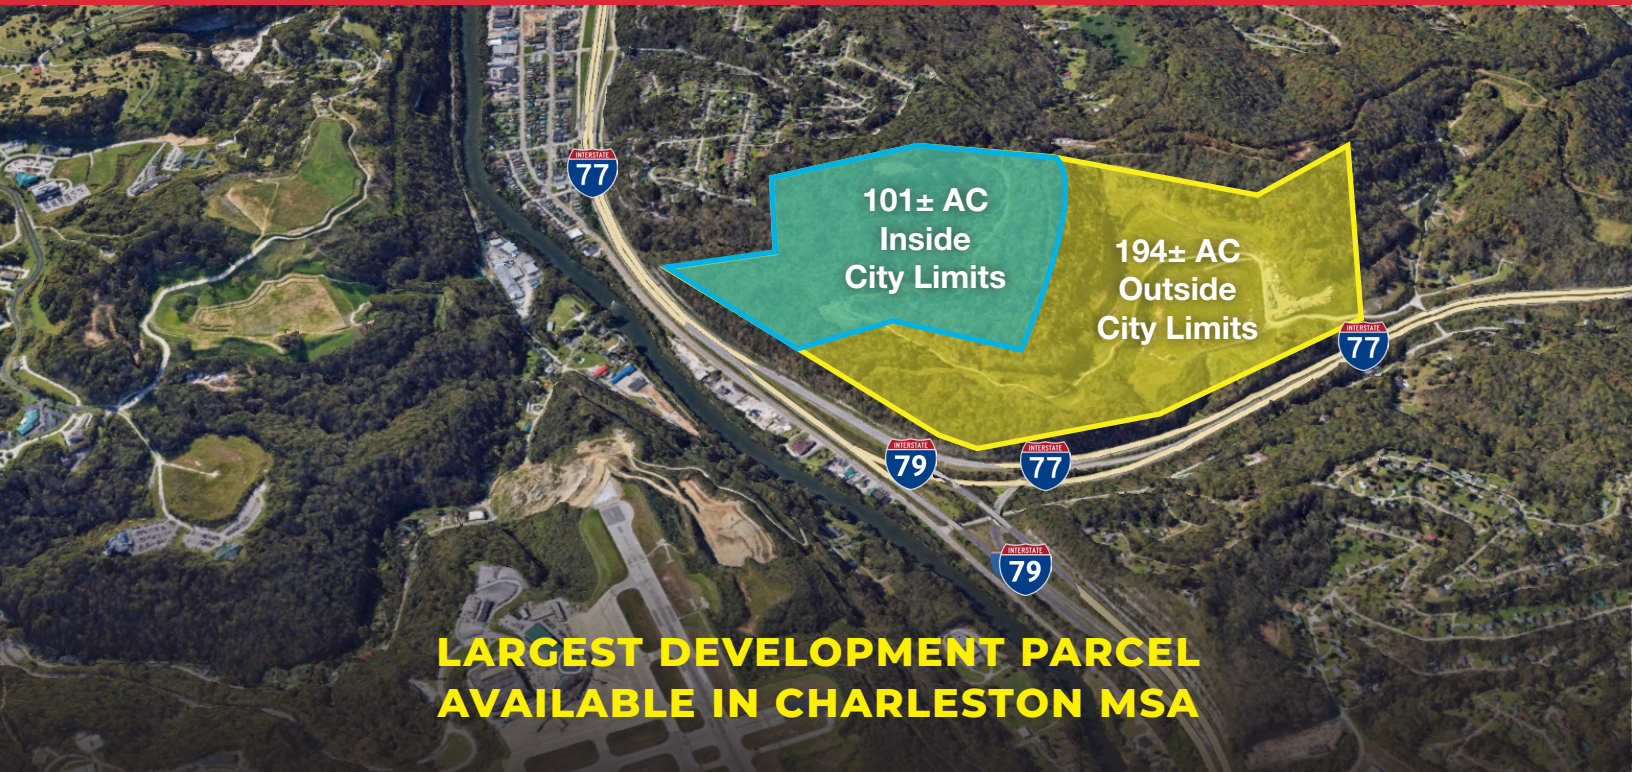 INTERSTATE
77
101± AC
Inside
City Limits
194± AC
Outside
City Limits
INTERSTATE
77
INTERSTATE
79
INTERSTATE
77
INTERSTATE
79
LARGEST DEVELOPMENT PARCEL
AVAILABLE IN CHARLESTON MSA